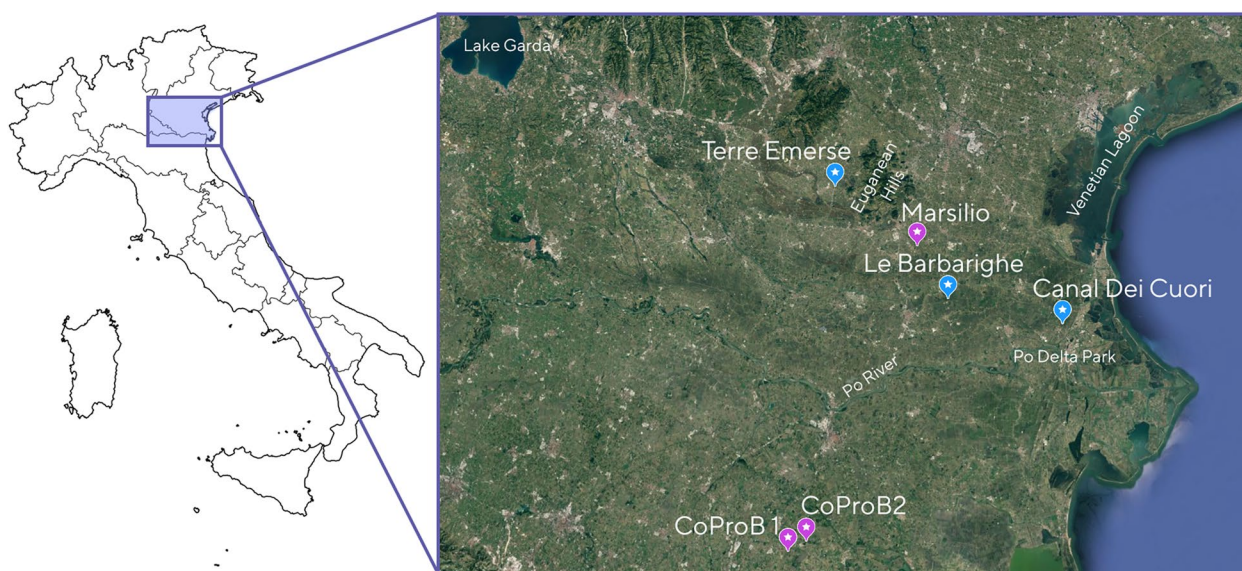 Lake Garda
Terre Emerse
Euganean
Hills
Venetian Lagoon
Marsilio
Le Barbarighe
Canal Dei Cuori
Po Delta Park
Po River
CoProB2
CoProB 1